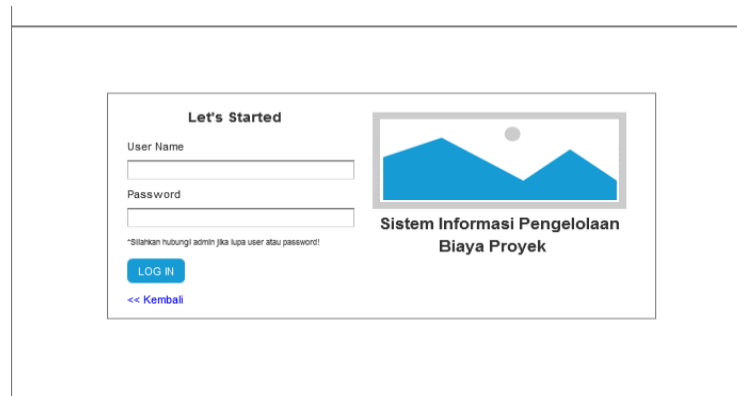 Let's Started
User Name
Password
*Silahkan hubungi admin jika lupa user atau password!
LOG IN
<< Kembali
Sistem Informasi Pengelolaan
Biaya Proyek